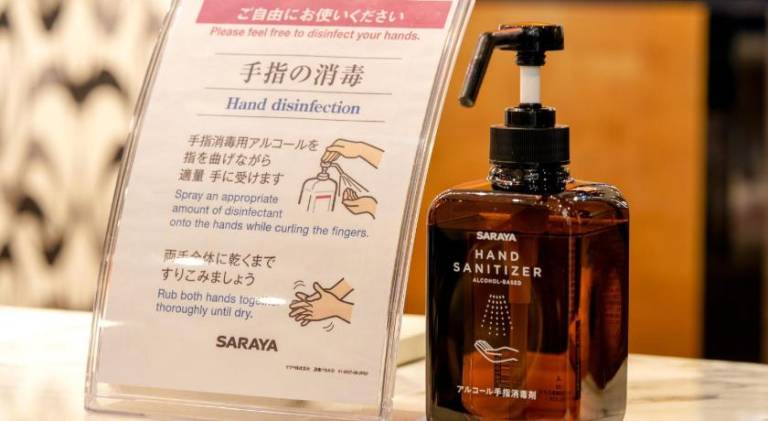 ご自由にお使いください
Please feel free to disinfect your hands.
手指の消毒
Hand disinfection
手指消毒用アルコールを
指を曲げながら
適量 手に受けます
Spray an appropriate
amount of disinfectant
onto the hands while curling the fingers.
両手全体に乾くまで
すりこみましょう
Rub both hands together
thoroughly until dry.
SARAYA
SARAYA
HAND
SANITIZER
ALCOHOL-BASED
アルコール手指消毒剤